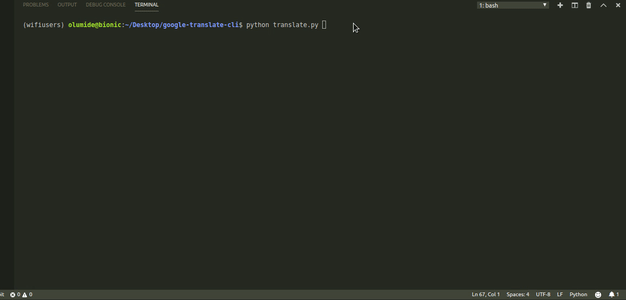 PROBLEMS OUTPUT DEBUG CONSOLE TERMINAL 1: bash
(wifiusers) olumide@bionic:~/Desktop/google-translate-cli$ python translate.py
0 0 Ln 67, Col 1 Spaces: 4 UTF-8 LF Python 1